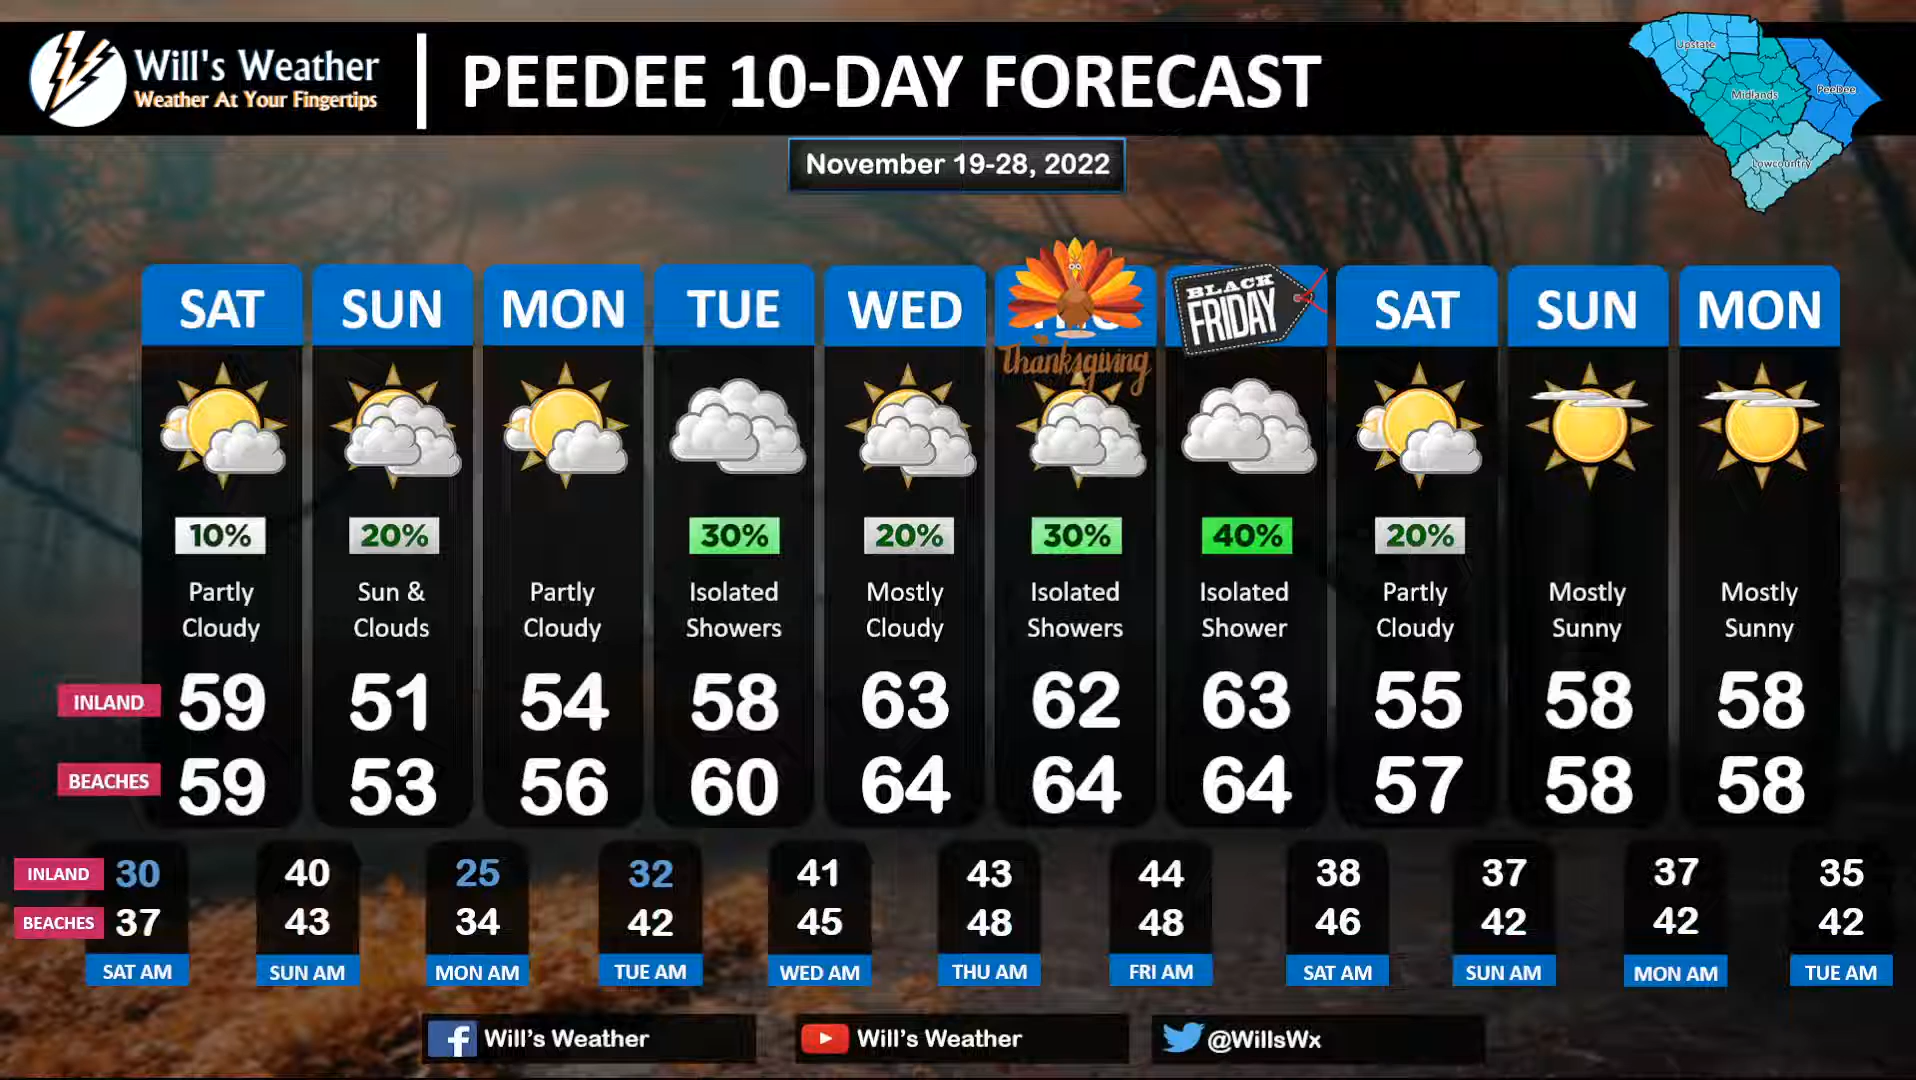 Will's Weather
Weather At Your Fingertips
PEEDEE 10-DAY FORECAST
Upstate
Midlands
PeeDee
Lowcountry
November 19-28, 2022
SAT SUN MON TUE WED THU BLACK FRIDAY SAT SUN MON
Thanksgiving
10% 20% 30% 20% 30% 40% 20%
Partly Sun & Partly Isolated Mostly Isolated Isolated Partly Mostly Mostly
Cloudy Clouds Cloudy Showers Cloudy Showers Shower Cloudy Sunny Sunny
INLAND 59 51 54 58 63 62 63 55 58 58
BEACHES 59 53 56 60 64 64 64 57 58 58
INLAND 30 40 25 32 41 43 44 38 37 37 35
BEACHES 37 43 34 42 45 48 48 46 42 42 42
SAT AM SUN AM MON AM TUE AM WED AM THU AM FRI AM SAT AM SUN AM MON AM TUE AM
Will's Weather Will's Weather @WillsWx